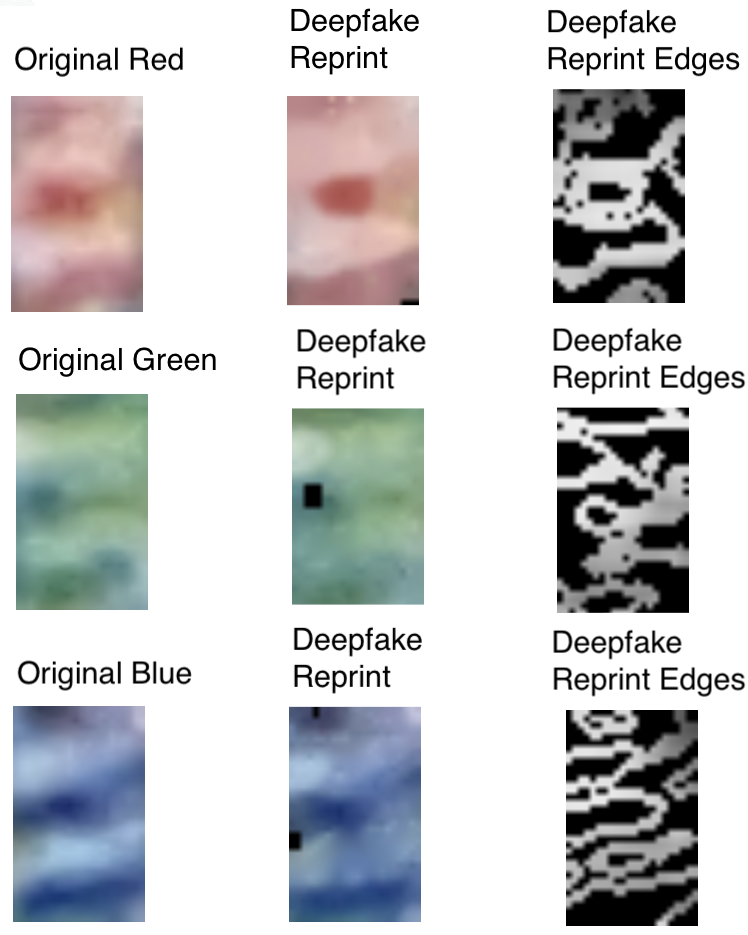 Original Red
Deepfake
Reprint
Deepfake
Reprint Edges
Original Green
Deepfake
Reprint
Deepfake
Reprint Edges
Original Blue
Deepfake
Reprint
Deepfake
Reprint Edges